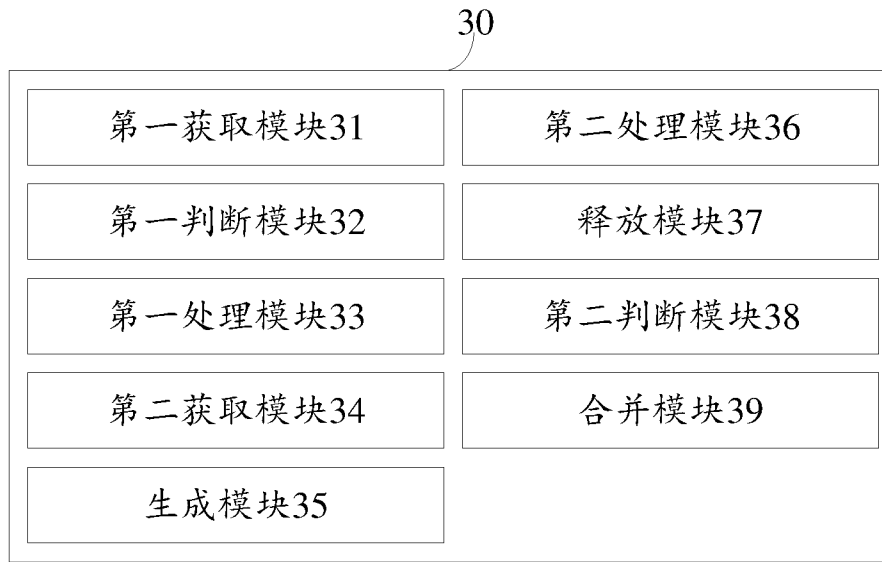 30
第一获取模块31
第一判断模块32
第一处理模块33
第二获取模块34
生成模块35
第二处理模块36
释放模块37
第二判断模块38
合并模块39